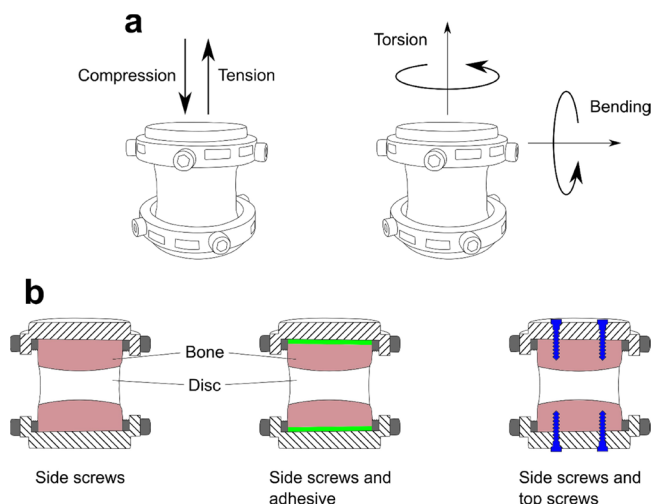 a
Compression
Tension
Torsion
Bending
b
Bone
Disc
Side screws
Side screws and
adhesive
Side screws and
top screws